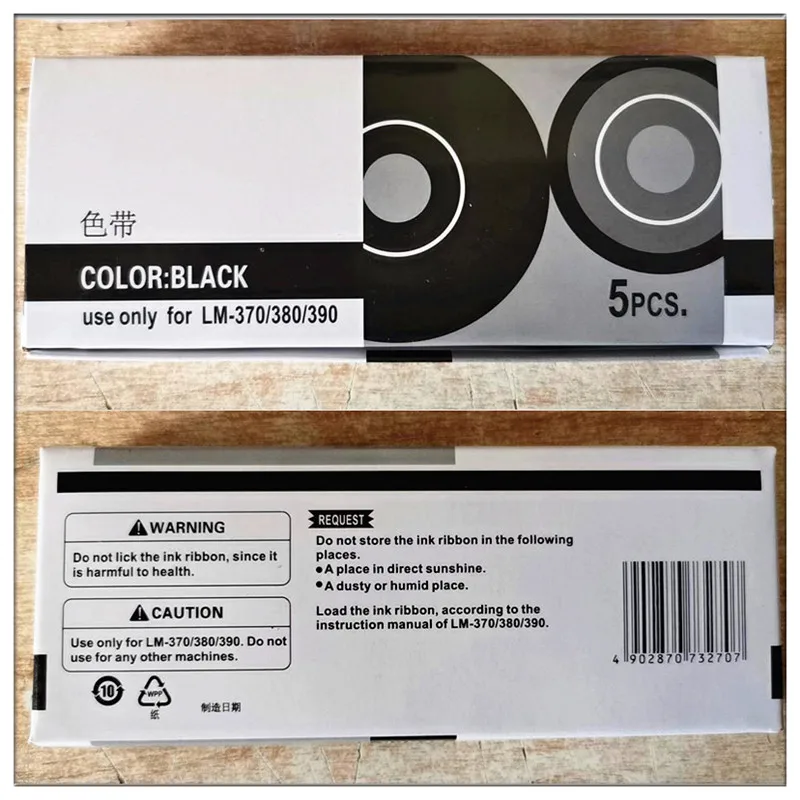 色带
COLOR:BLACK
use only for LM-370/380/390
5PCS.
WARNING
Do not lick the ink ribbon, since it
is harmful to health.
CAUTION
Use only for LM-370/380/390. Do not
use for any other machines.
10
WPP
纸
制造日期
REQUEST
Do not store the ink ribbon in the following
places.
•A place in direct sunshine.
•A dusty or humid place.
Load the ink ribbon, according to the
instruction manual of LM-370/380/390.
4 902870 732707